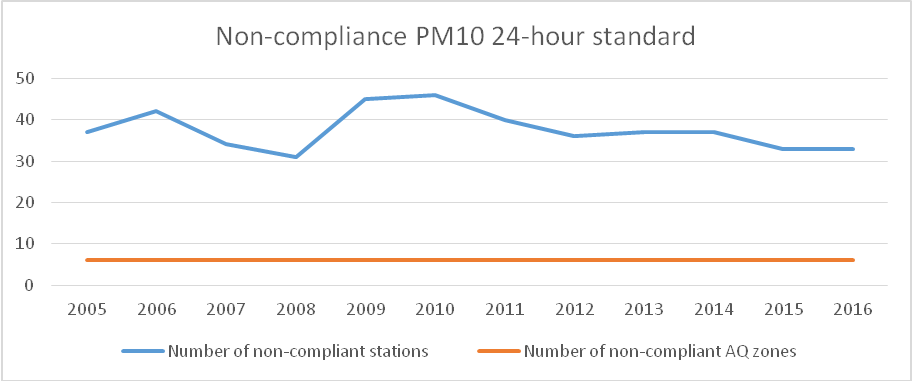 Non-compliance PM10 24-hour standard
50
40
30
20
10
0
2005 2006 2007 2008 2009 2010 2011 2012 2013 2014 2015 2016
Number of non-compliant stations Number of non-compliant AQ zones